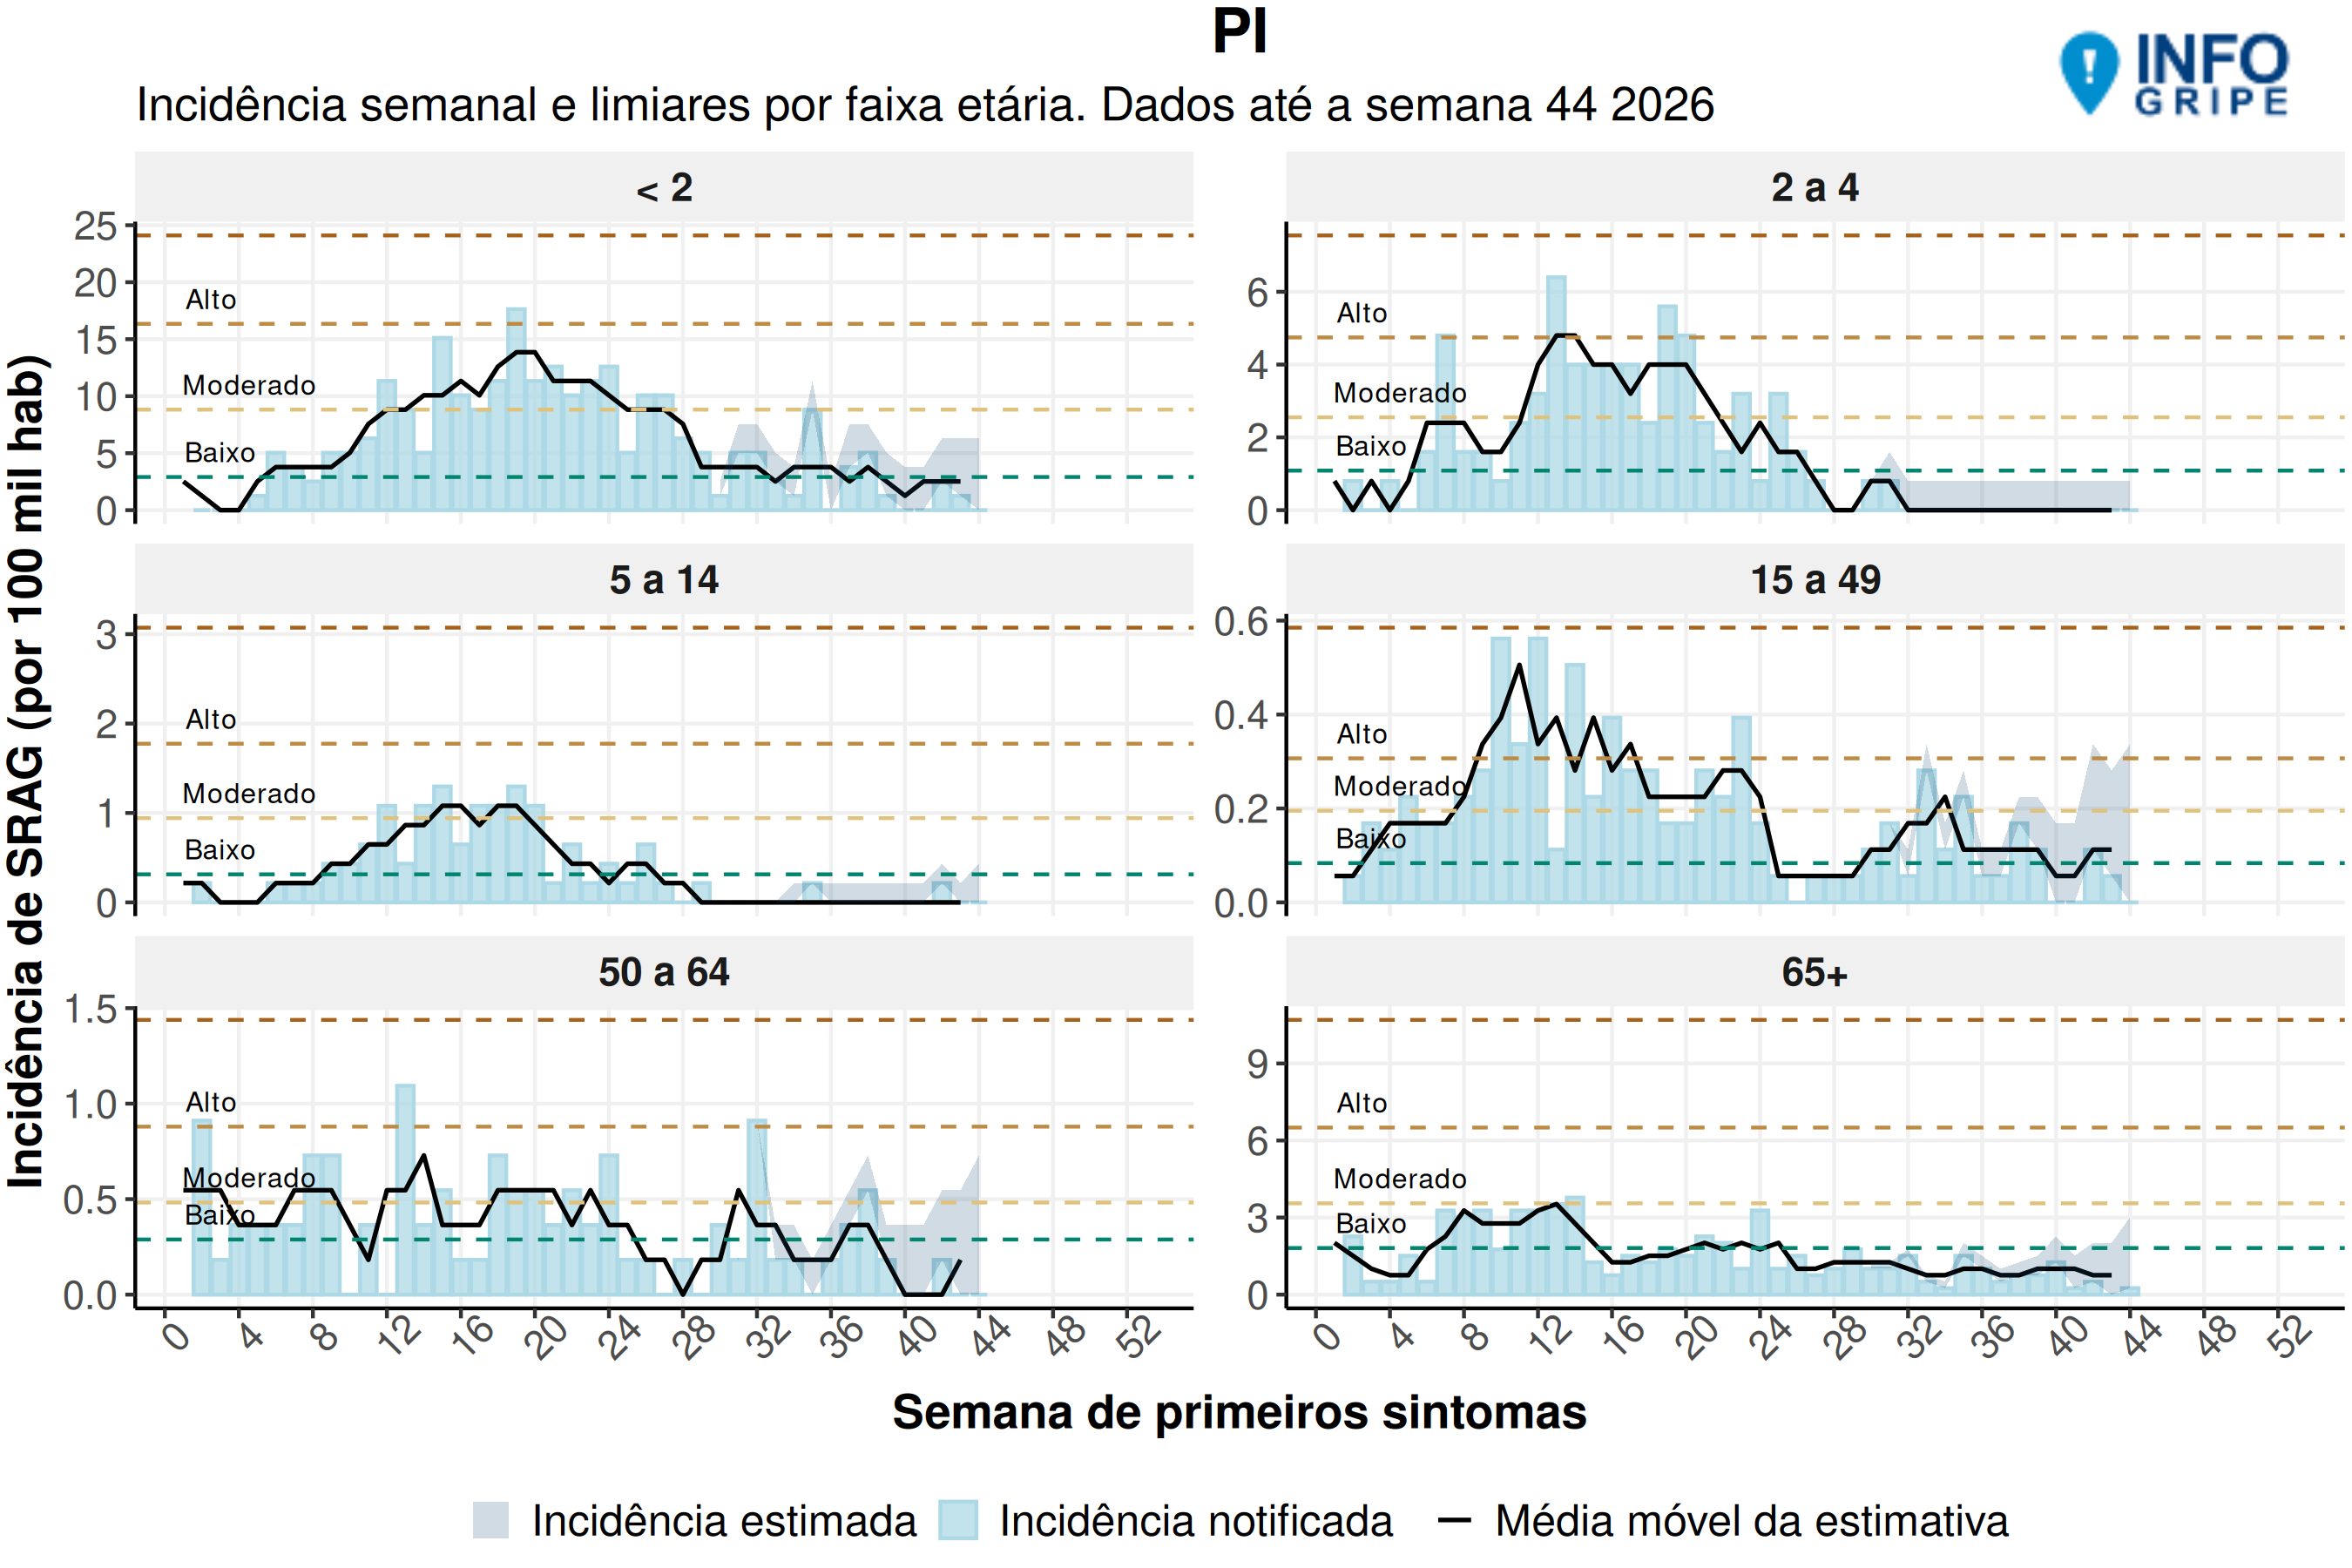 PI
INFO
GRIPE
Incidência semanal e limiares por faixa etária. Dados até a semana 44 2026
Incidência de SRAG (por 100 mil hab)
< 2
25
20
15
10
5
0
Alto
Moderado
Baixo
2 a 4
6
4
2
0
Alto
Moderado
Baixo
5 a 14
3
2
1
0
Alto
Moderado
Baixo
15 a 49
0.6
0.4
0.2
0.0
Alto
Moderado
Baixo
50 a 64
1.5
1.0
0.5
0.0
Alto
Moderado
Baixo
0 4 8 12 16 20 24 28 32 36 40 44 48 52
65+
9
6
3
0
Alto
Moderado
Baixo
0 4 8 12 16 20 24 28 32 36 40 44 48 52
Semana de primeiros sintomas
Incidência estimada Incidência notificada Média móvel da estimativa